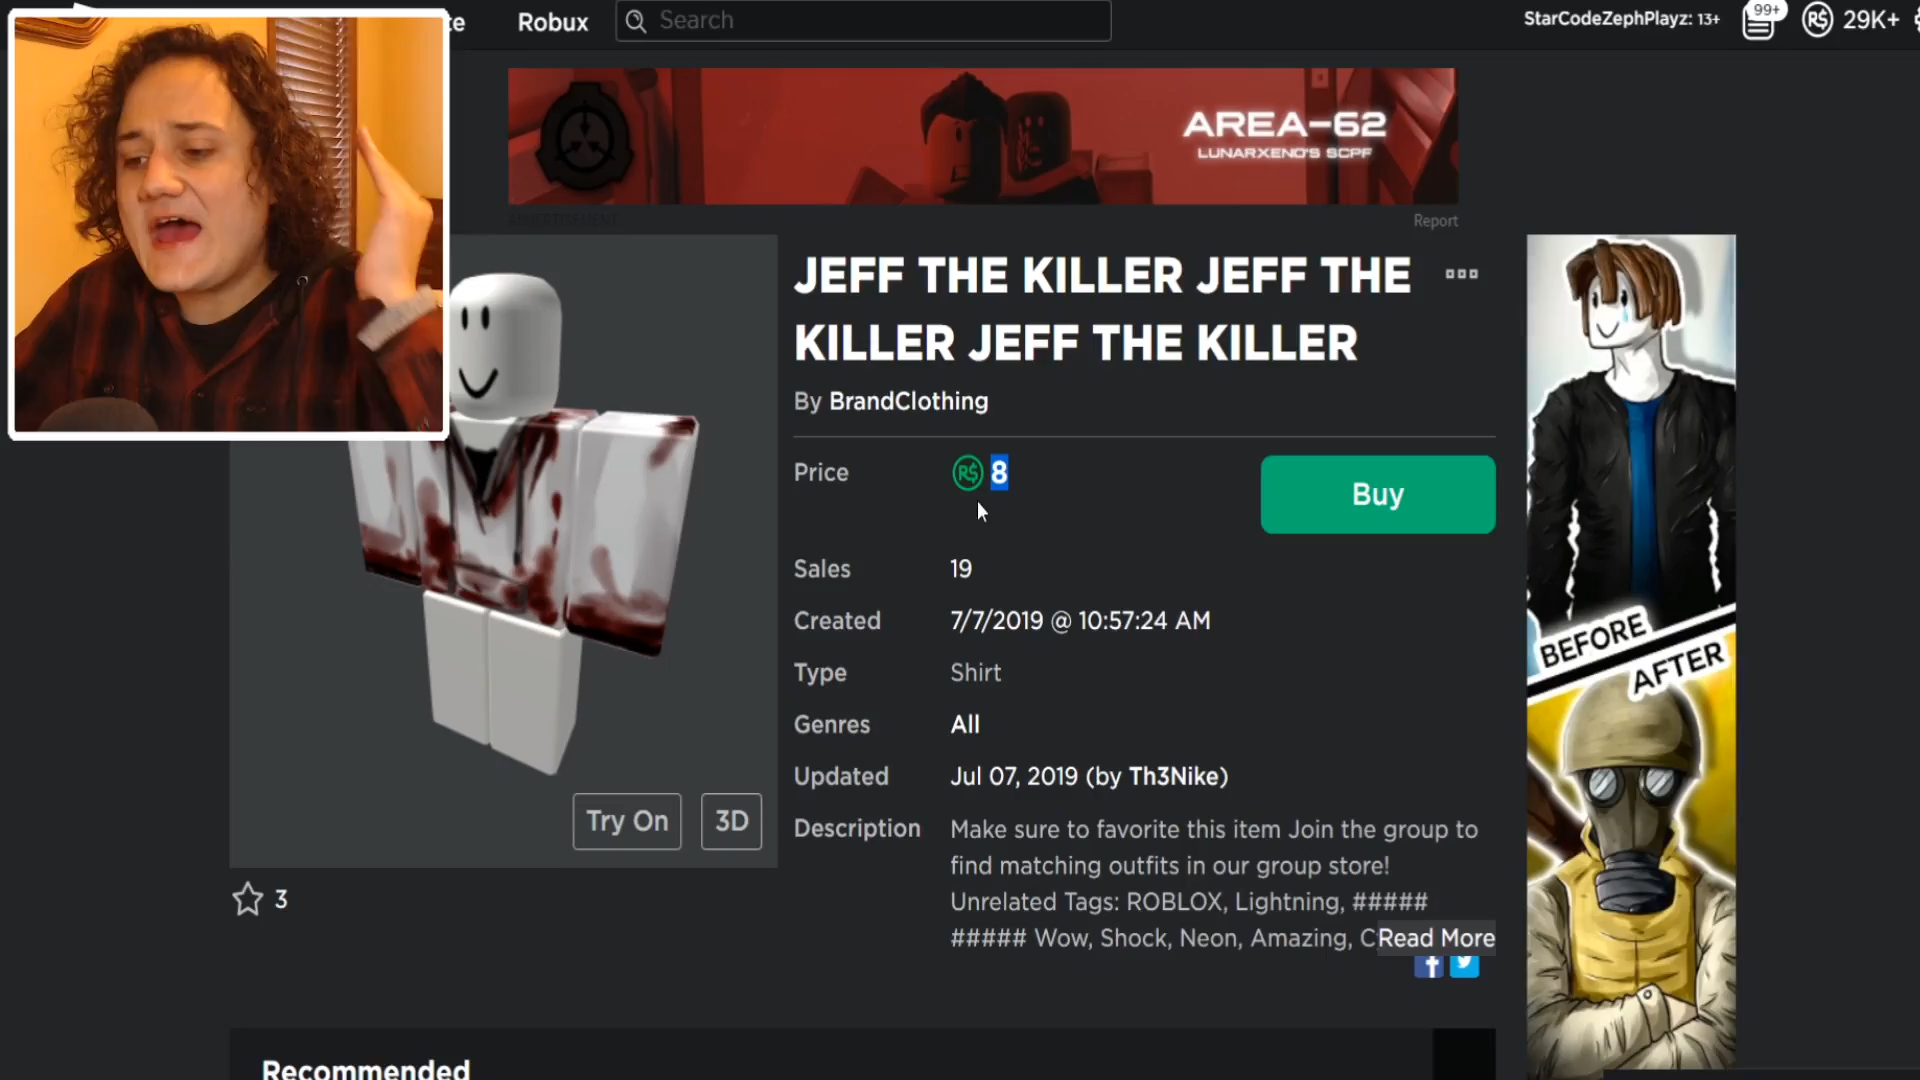 te Robux Search StarCodeZephPlayz: 13+ 99+ R$ 29K+
AREA-62
LUNARXENO'S SCPF
ADVERTISEMENT Report
JEFF THE KILLER JEFF THE
KILLER JEFF THE KILLER
By BrandClothing
Price R$ 8
Buy
Sales 19
Created 7/7/2019 @ 10:57:24 AM
Type Shirt
Genres All
Updated Jul 07, 2019 (by Th3Nike)
Description Make sure to favorite this item Join the group to
find matching outfits in our group store!
Unrelated Tags: ROBLOX, Lightning, #####
##### Wow, Shock, Neon, Amazing, C Read More
Try On 3D
3
BEFORE
AFTER
Recommended